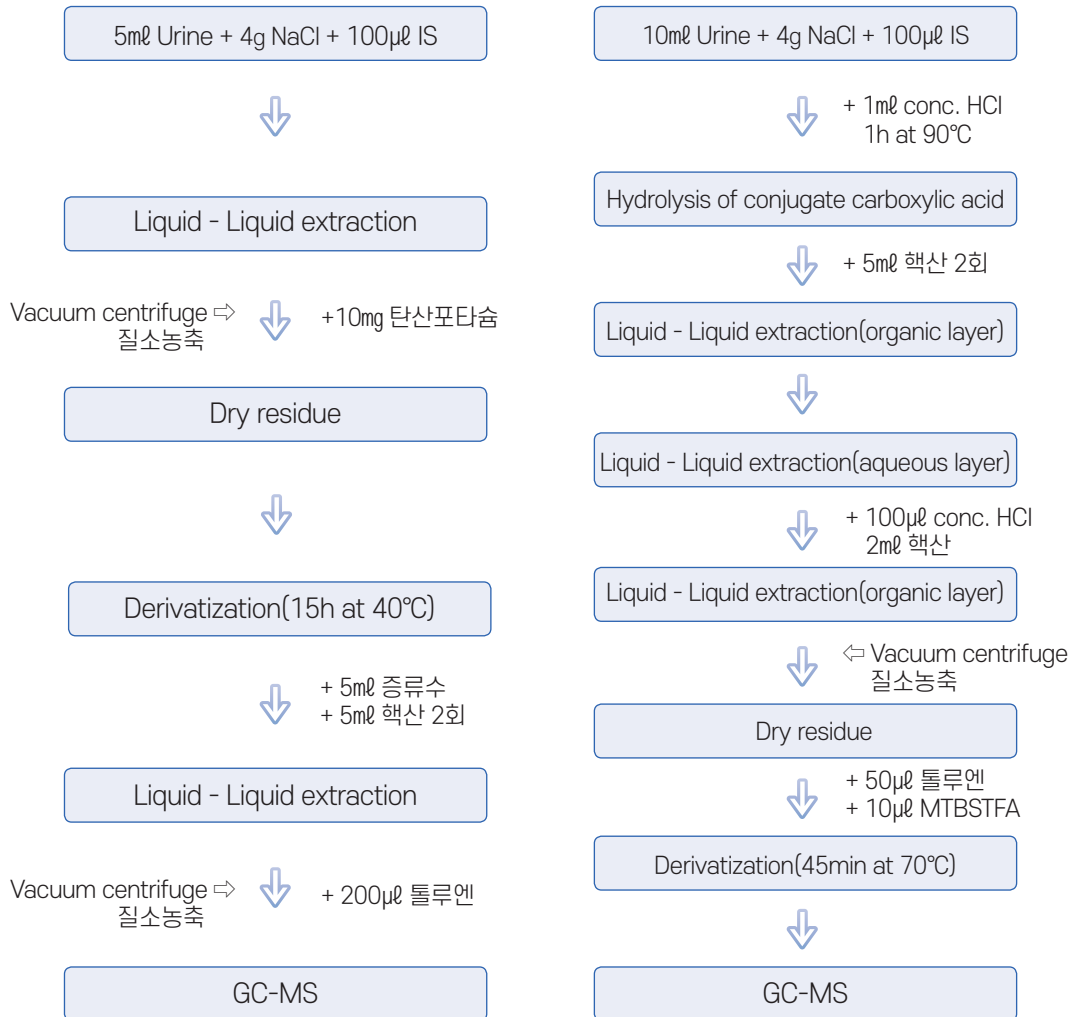 5㎖ Urine + 4g NaCl + 100㎕ IS
Liquid - Liquid extraction
Vacuum centrifuge ⇨
질소농축
+10㎎ 탄산포타슘
Dry residue
Derivatization(15h at 40℃)
+ 5㎖ 증류수
+ 5㎖ 핵산 2회
Liquid - Liquid extraction
Vacuum centrifuge ⇨
질소농축
+ 200㎕ 톨루엔
GC-MS
10㎖ Urine + 4g NaCl + 100㎕ IS
+ 1㎖ conc. HCl
1h at 90℃
Hydrolysis of conjugate carboxylic acid
+ 5㎖ 핵산 2회
Liquid - Liquid extraction(organic layer)
Liquid - Liquid extraction(aqueous layer)
+ 100㎕ conc. HCl
2㎖ 핵산
Liquid - Liquid extraction(organic layer)
⇦ Vacuum centrifuge
질소농축
Dry residue
+ 50㎕ 톨루엔
+ 10㎕ MTBSTFA
Derivatization(45min at 70℃)
GC-MS